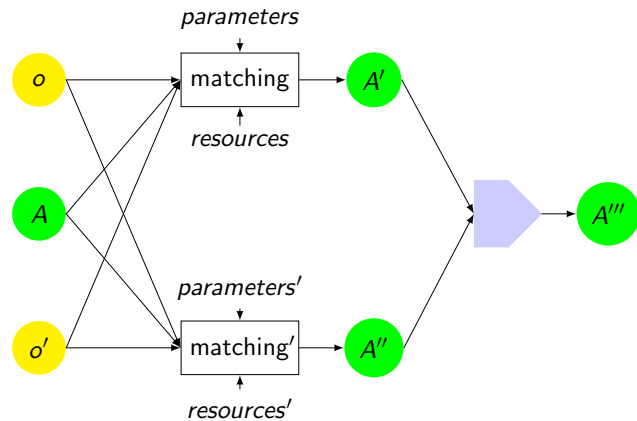 parameters
o
matching
A′
resources
A
A‴
parameters′
o′
matching′
A″
resources′